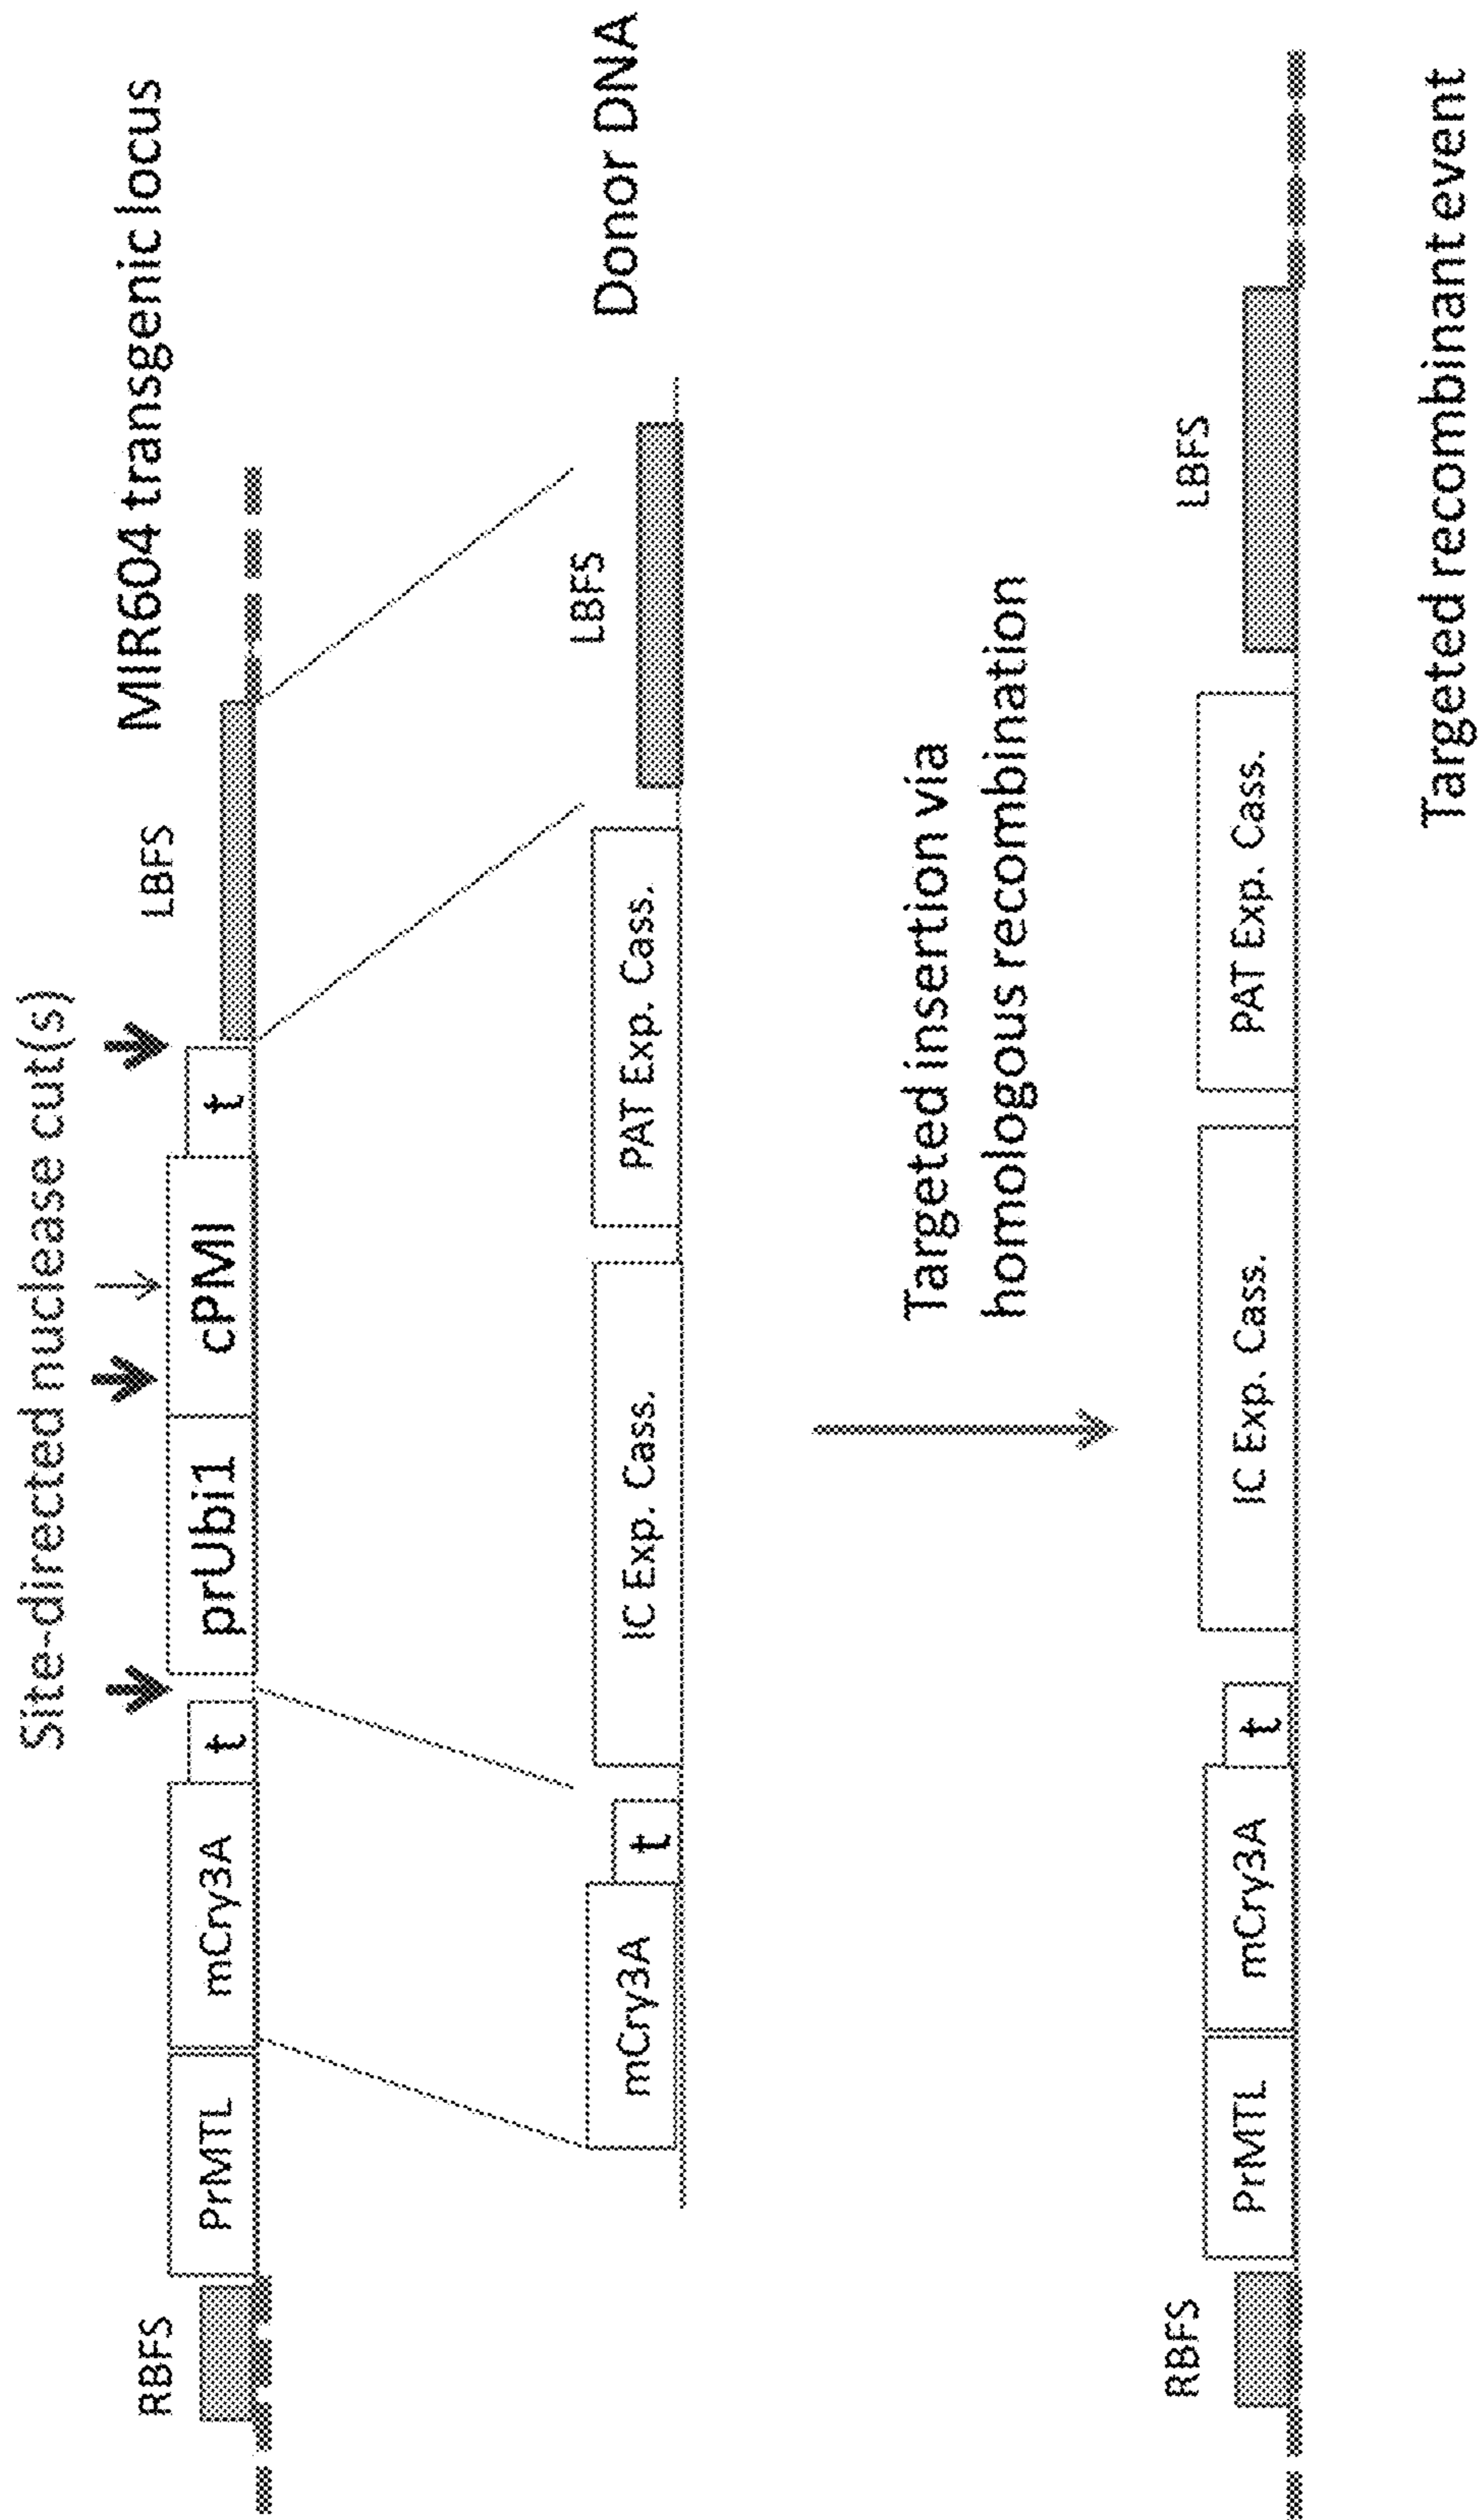 Site-directed nuclease cut(s)
MIR604 transgenic locus
RBFS
LBFS
PrMTL
mCry3A
t
prUbi1
cPMI
t
Donor DNA
LBFS
mCry3A
t
IC Exp. Cass.
PAT Exp. Cass.
Targeted insertion via
homologous recombination
RBFS
LBFS
PrMTL
mCry3A
t
IC Exp. Cass.
PAT Exp. Cass.
Targeted recombinant event